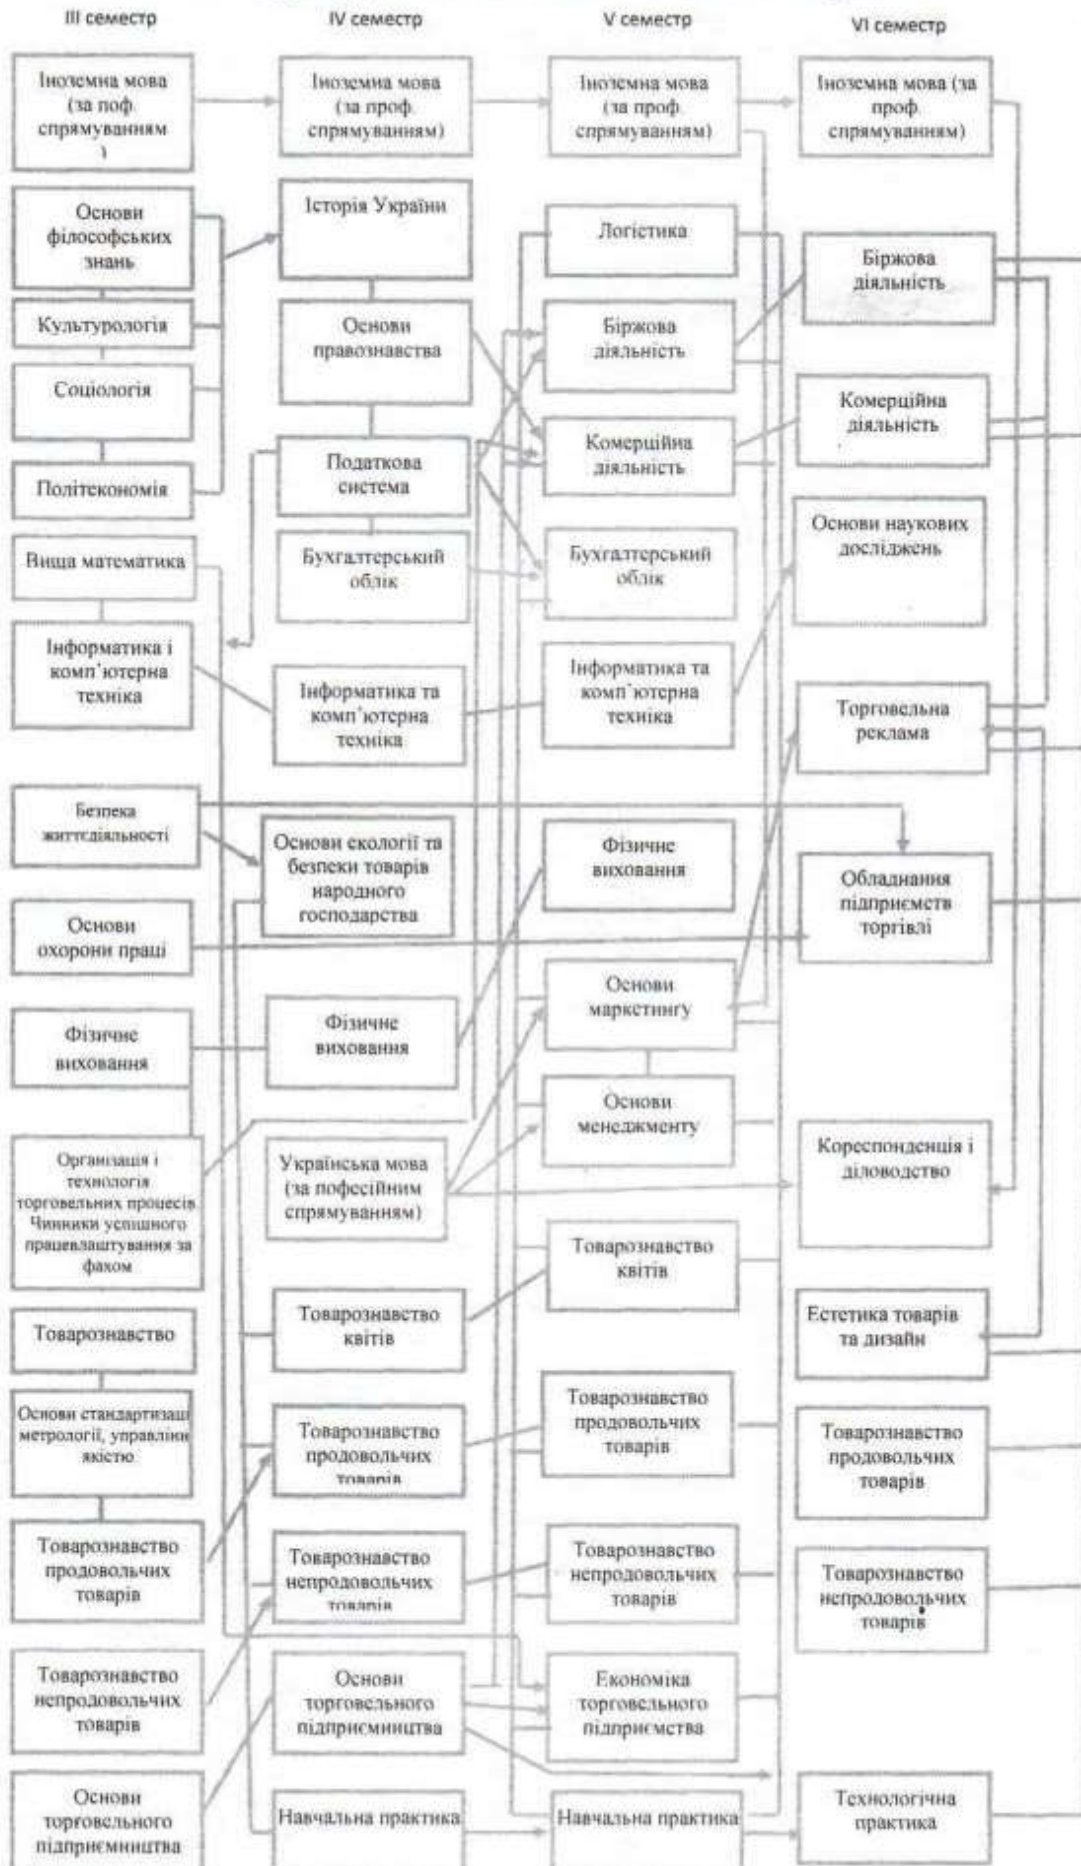 III семестр
IV семестр
V семестр
VI семестр
Іноземна мова
(за поф.
спрямуванням
)
Основи
філософських
знань
Культурологія
Соціологія
Політекономія
Вища математика
Інформатика і
комп’ютерна
техніка
Безпека
життєдіяльності
Основи
охорони праці
Фізичне
виховання
Організація і
технологія
торговельних процесів
Чинники успішного
працевлаштування за
фахом
Товарознавство
Основи стандартизаці
метрології, управлінн
якістю
Товарознавство
продовольчих
товарів
Товарознавство
непродовольчих
товарів
Основи
торговельного
підприємництва
Іноземна мова
(за проф.
спрямуванням)
Історія України
Основи
правознавства
Податкова
система
Бухгалтерський
облік
Інформатика та
комп’ютерна
техніка
Основи екології та
безпеки товарів
народного
господарства
Фізичне
виховання
Українська мова
(за пофесійним
спрямуванням)
Товарознавство
квітів
Товарознавство
продовольчих
товарів
Товарознавство
непродовольчих
товарів
Основи
торговельного
підприємництва
Навчальна практика
Іноземна мова
(за проф.
спрямуванням)
Логістика
Біржова
діяльність
Комерційна
діяльність
Бухгалтерський
облік
Інформатика та
комп’ютерна
техніка
Фізичне
виховання
Основи
маркетингу
Основи
менеджменту
Товарознавство
квітів
Товарознавство
продовольчих
товарів
Товарознавство
непродовольчих
товарів
Економіка
торговельного
підприємства
Навчальна практика
Іноземна мова (за
проф.
спрямуванням)
Біржова
діяльність
Комерційна
діяльність
Основи наукових
досліджень
Торговельна
реклама
Обладнання
підприємств
торгівлі
Кореспонденція і
діловодство
Естетика товарів
та дизайн
Товарознавство
продовольчих
товарів
Товарознавство
непродовольчих
товарів
Технологічна
практика